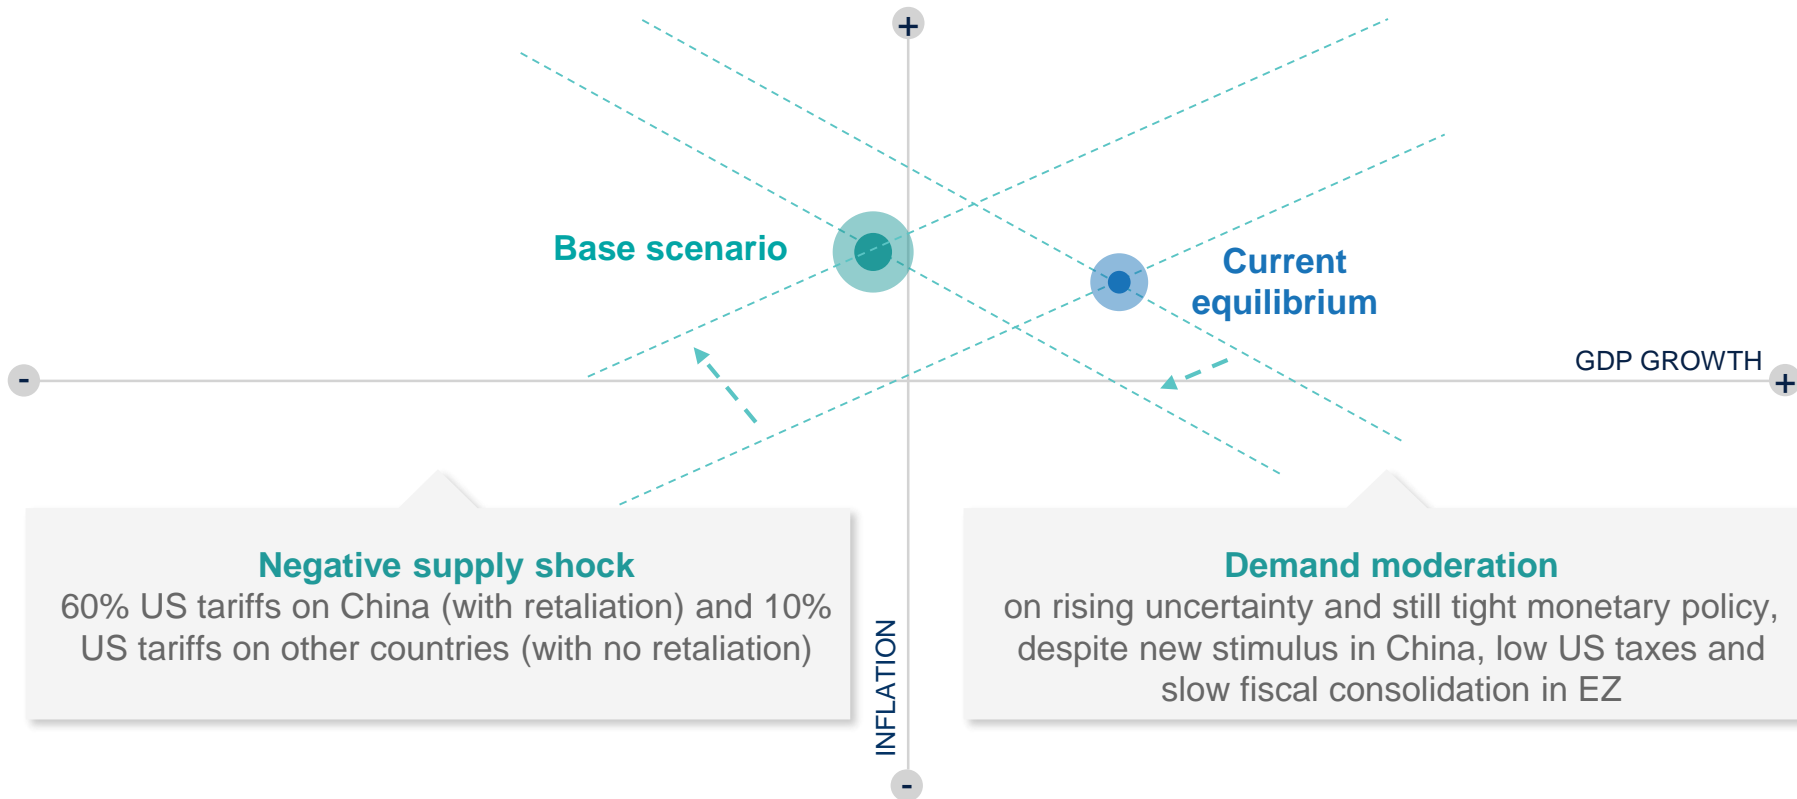 +
Base scenario
Current
equilibrium
GDP GROWTH
-
+
Negative supply shock
60% US tariffs on China (with retaliation) and 10%
US tariffs on other countries (with no retaliation)
INFLATION
Demand moderation
on rising uncertainty and still tight monetary policy,
despite new stimulus in China, low US taxes and
slow fiscal consolidation in EZ
-